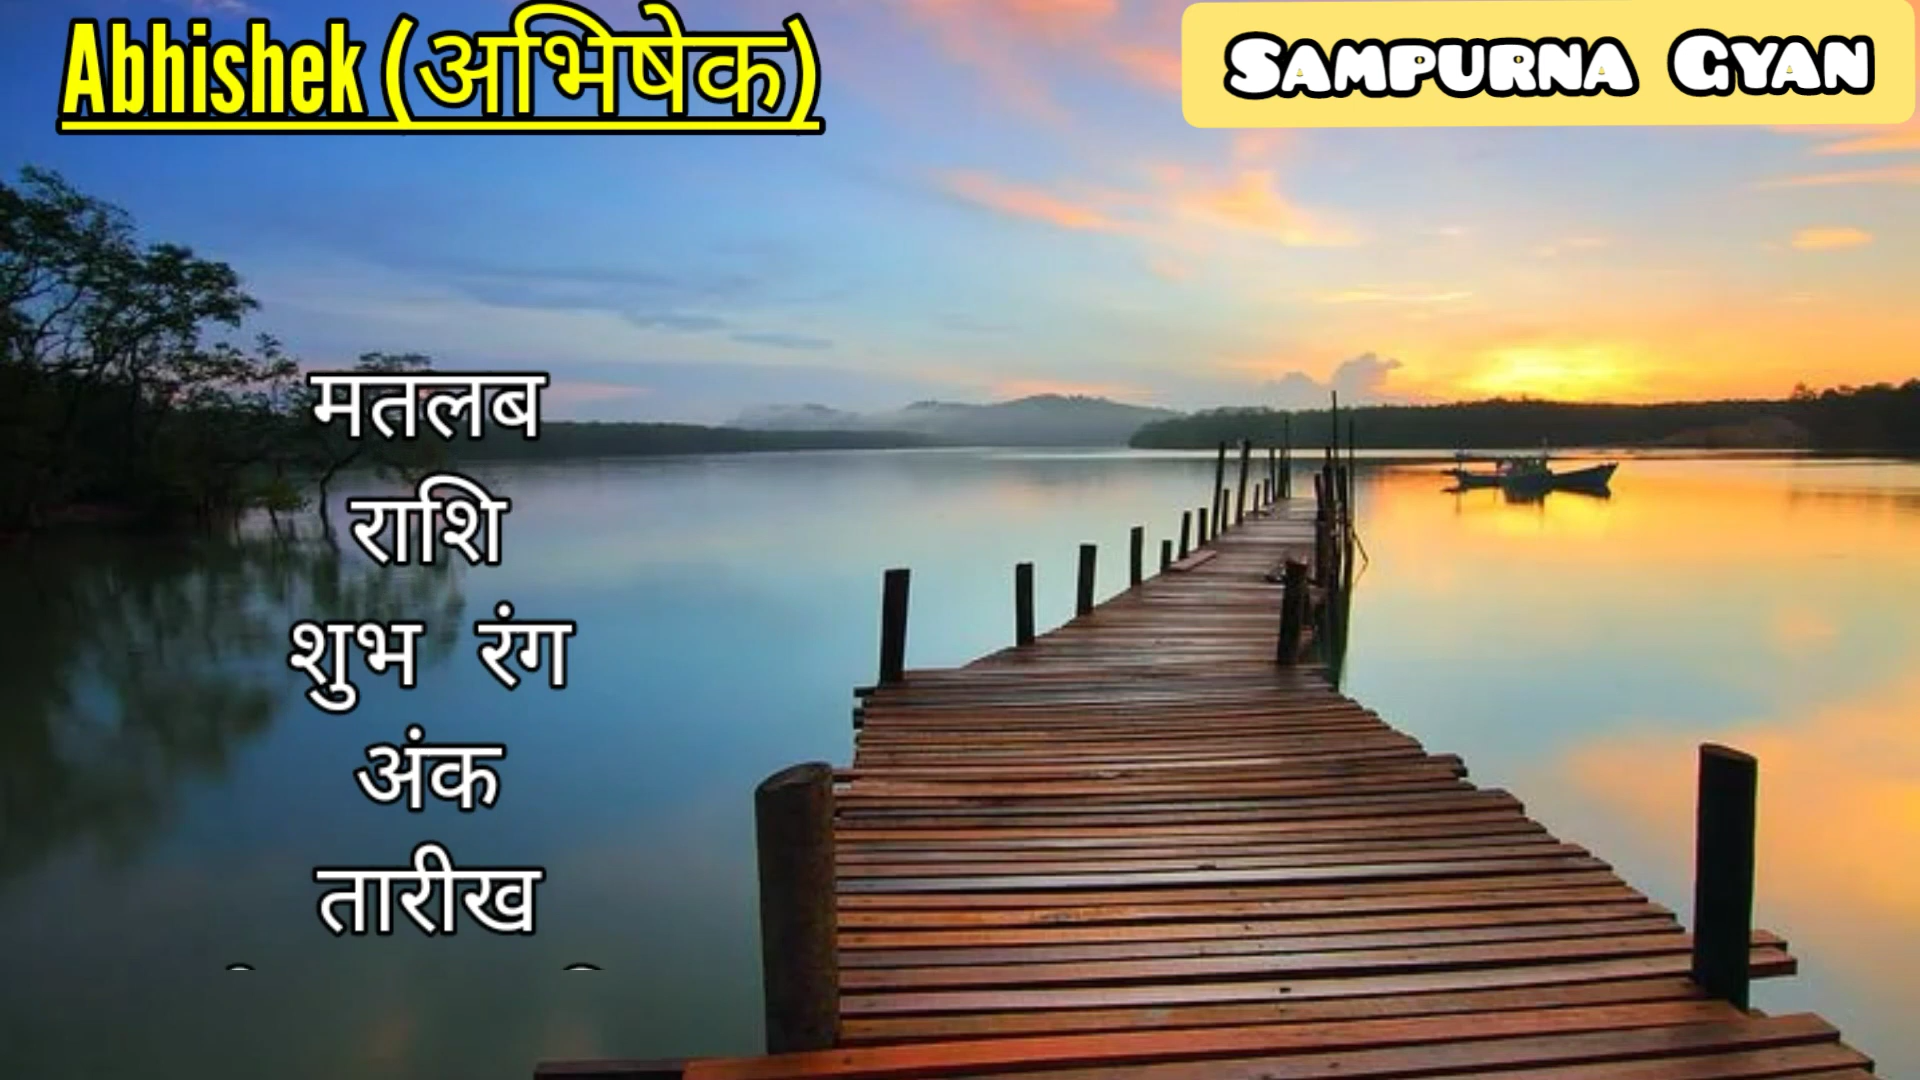 Abhishek (अभिषेक)
SAMPURNA GYAN
मतलब
राशि
शुभ रंग
अंक
तारीख